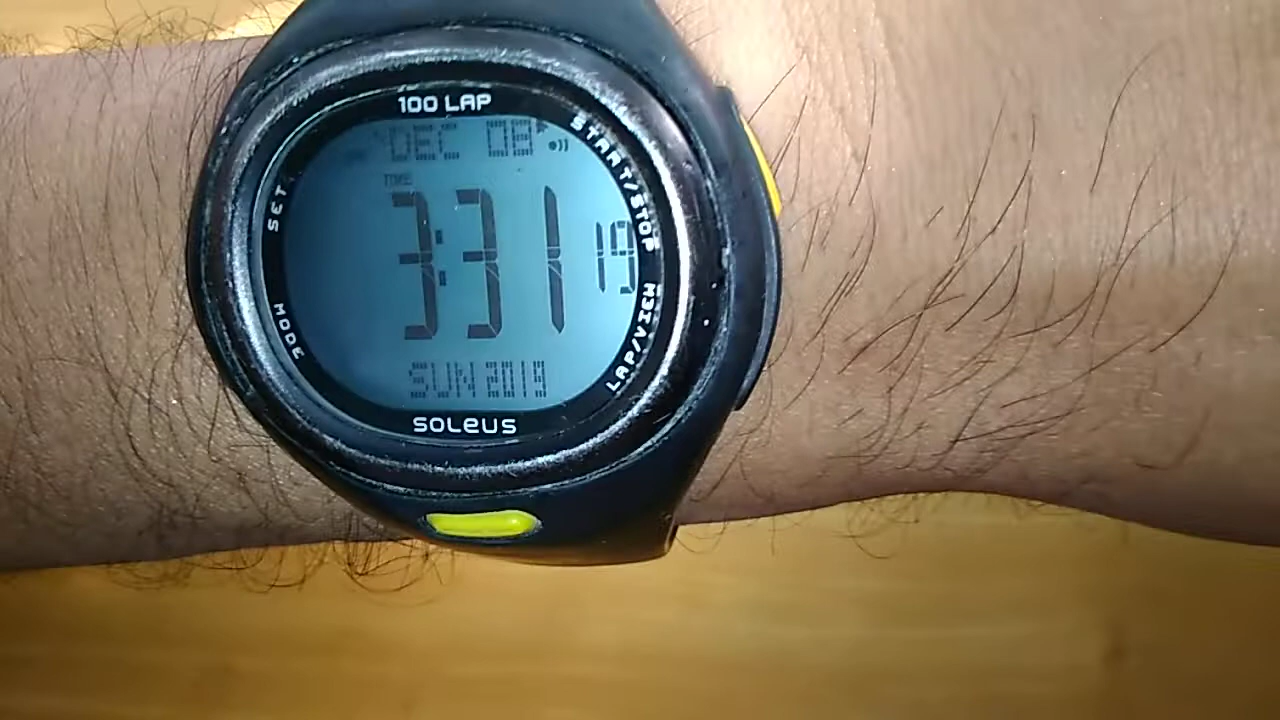 100 LAP
DEC 08
START/STOP
SET
TIME
3:31 19
MODE
LAP/VIEW
SUN 2019
SOLEUS